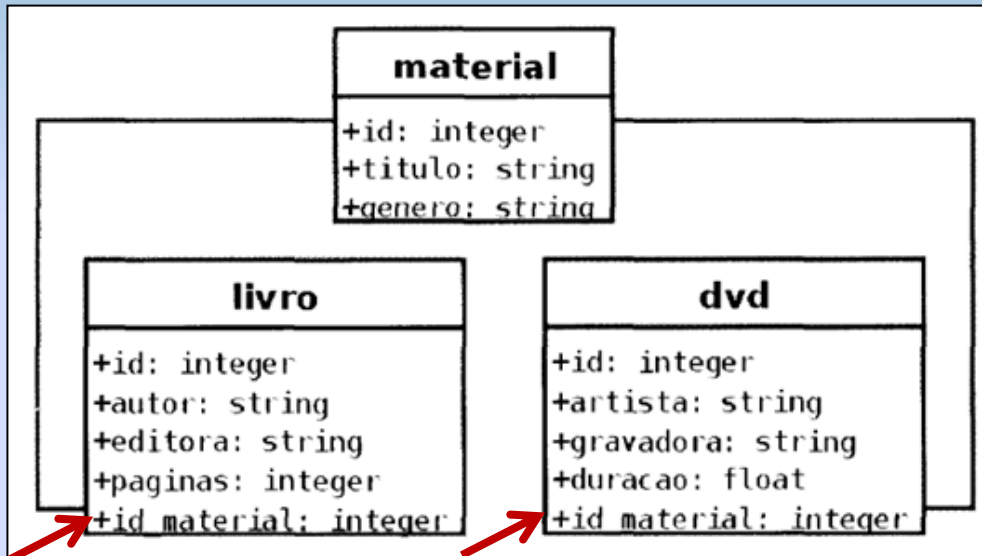 material
+id: integer
+titulo: string
+genero: string
livro
+id: integer
+autor: string
+editora: string
+paginas: integer
+id_material: integer
dvd
+id: integer
+artista: string
+gravadora: string
+duracao: float
+id_material: integer